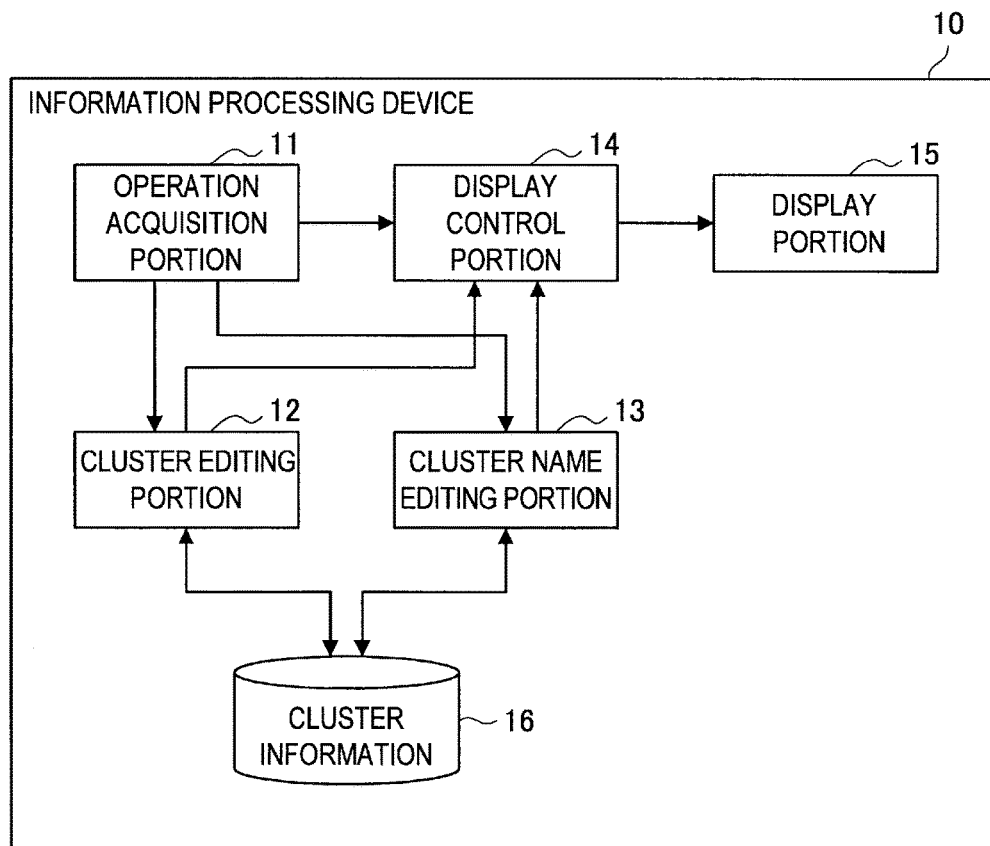 10
INFORMATION PROCESSING DEVICE
11
OPERATION
ACQUISITION
PORTION
14
DISPLAY
CONTROL
PORTION
15
DISPLAY
PORTION
12
CLUSTER EDITING
PORTION
13
CLUSTER NAME
EDITING PORTION
CLUSTER
INFORMATION
16